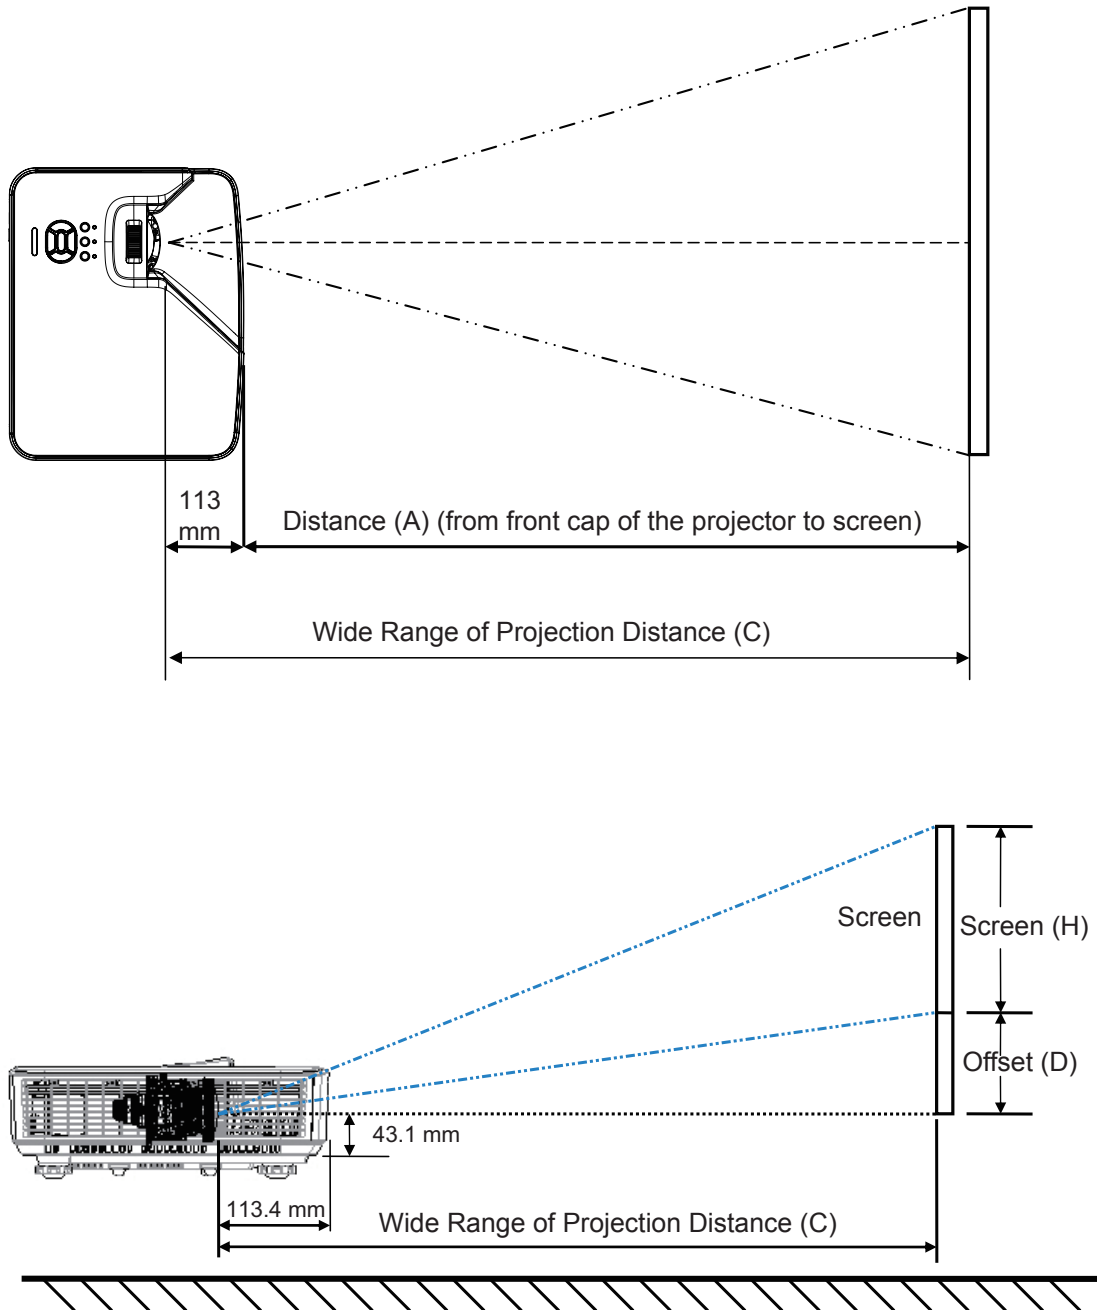 113
mm
Distance (A) (from front cap of the projector to screen)
Wide Range of Projection Distance (C)
Screen
Screen (H)
Offset (D)
43.1 mm
113.4 mm
Wide Range of Projection Distance (C)